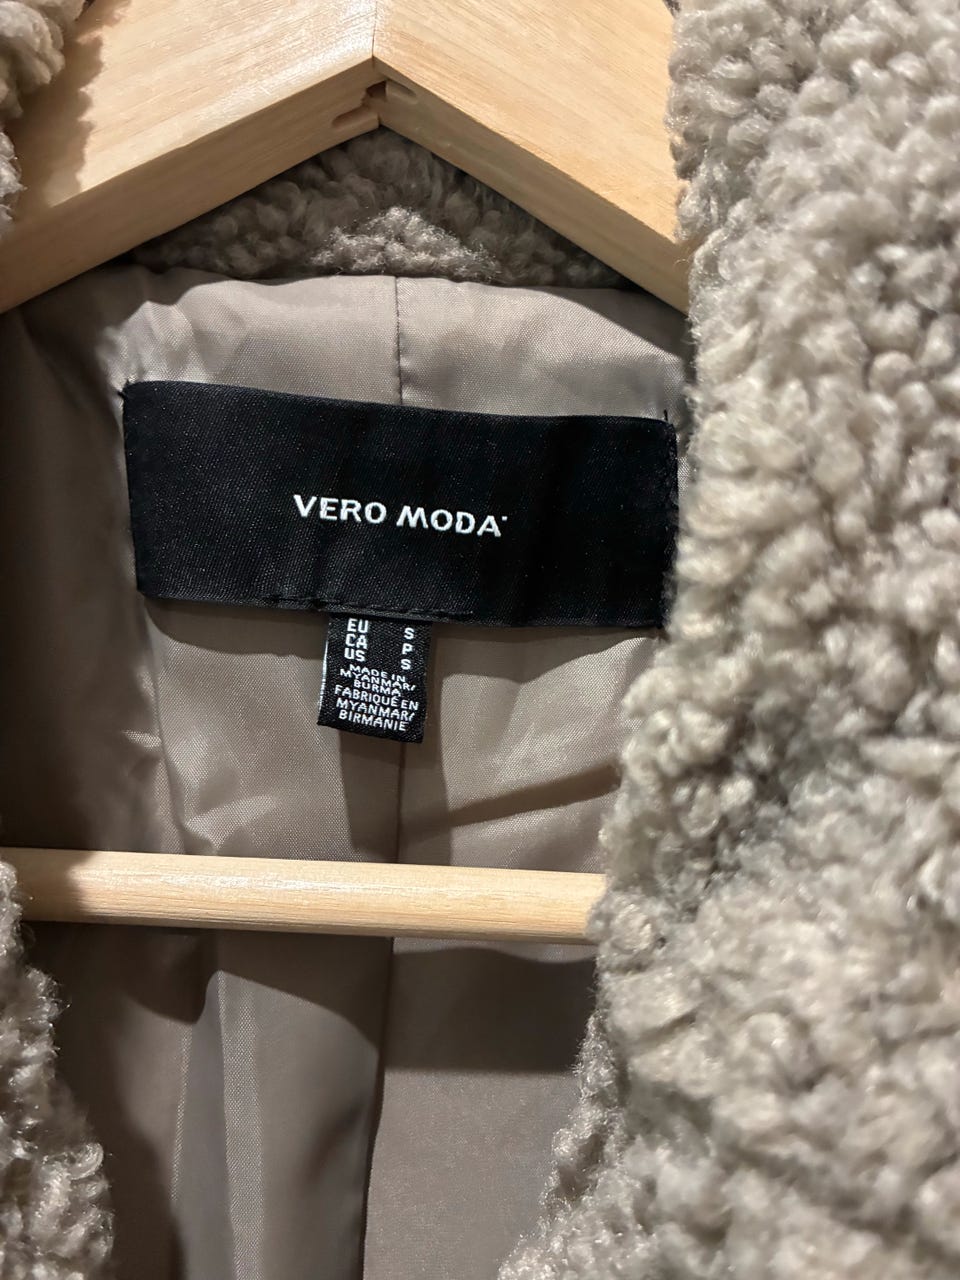 VERO MODA
EU S
CA P
US S
MADE IN
MYANMAR/
BURMA
FABRIQUÉ EN
MYANMAR/
BIRMANIE